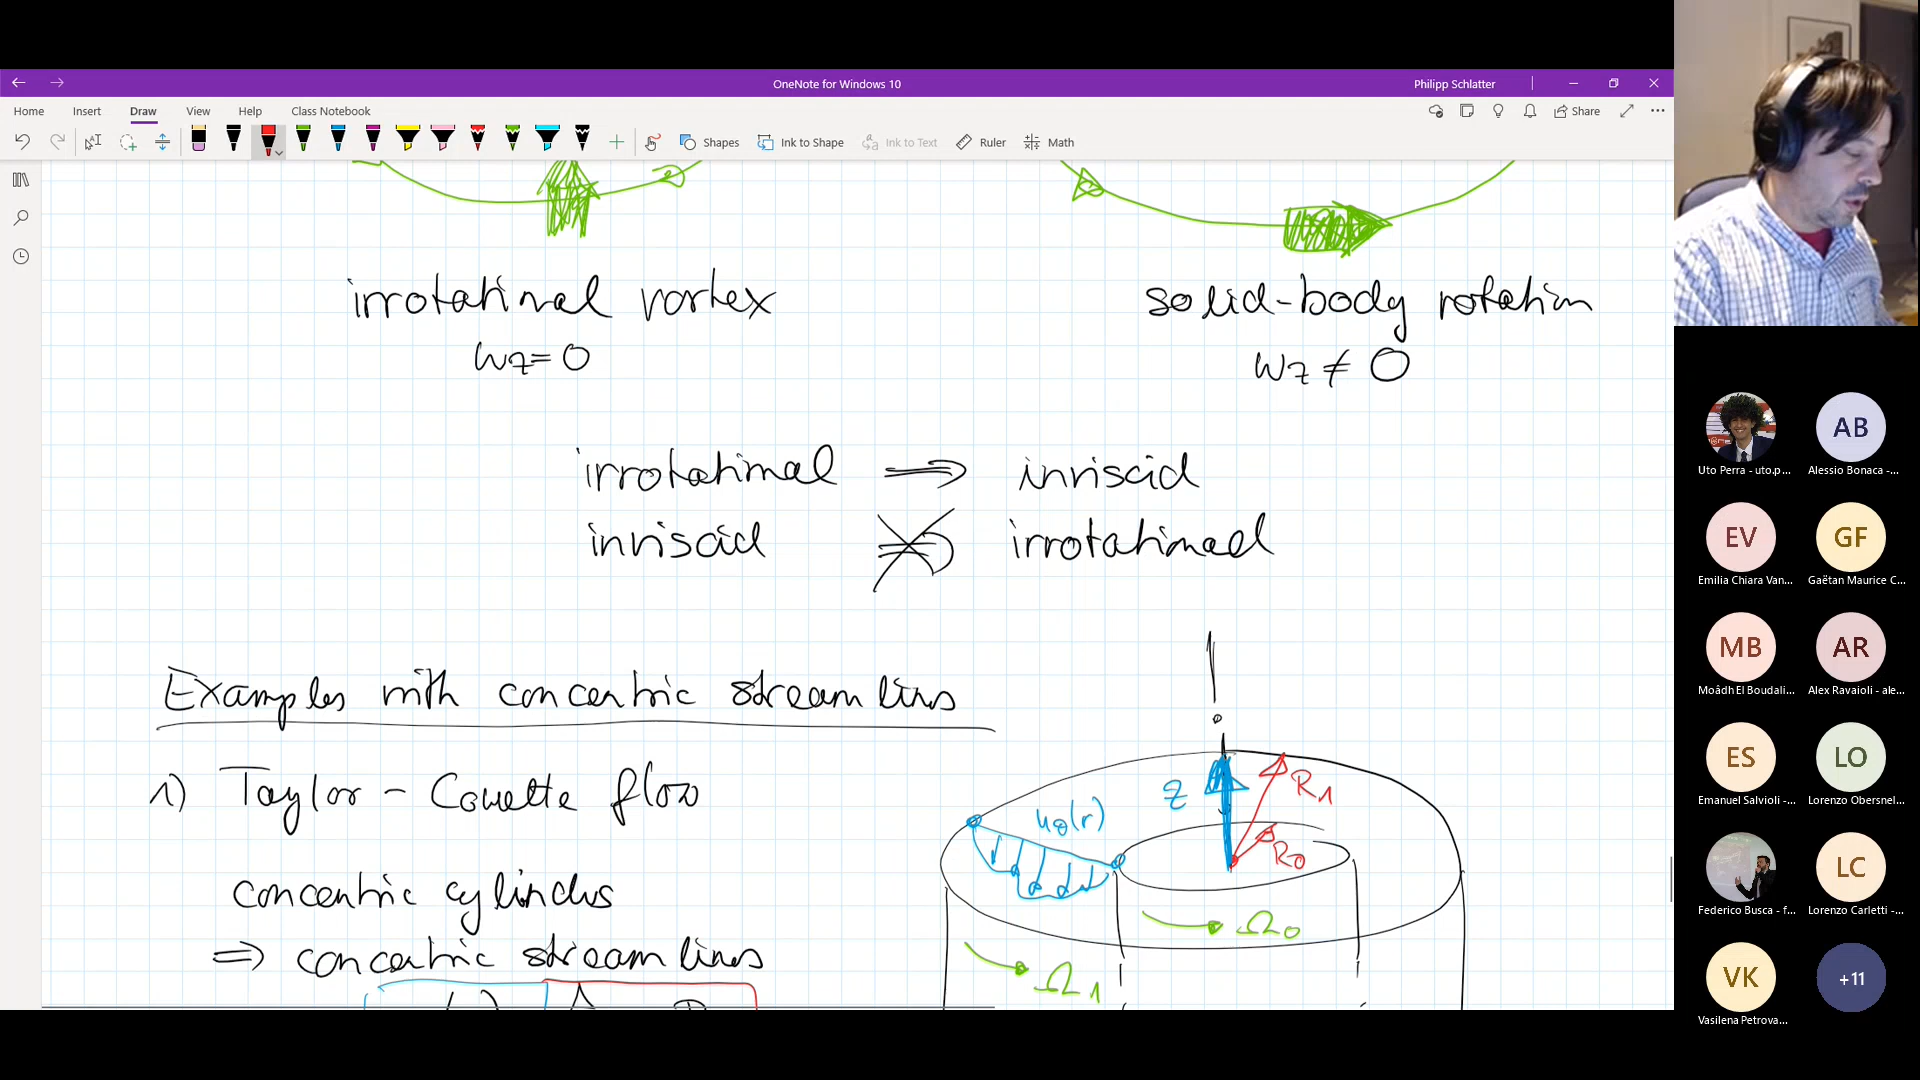 OneNote for Windows 10
Philipp Schlatter
Home Insert Draw View Help Class Notebook
Share
Shapes Ink to Shape Ink to Text Ruler Math
irrotational vortex
ωz = 0
solid-body rotation
ωz ≠ 0
irrotational ⟹ inviscid
inviscid ⟹ irrotational
Examples with concentric streamlines
1) Taylor - Couette flow
concentric cylinders
⟹ concentric streamlines
z
R1
R0
uθ(r)
Ω0
Ω1
Uto Perra - uto.p...
AB
Alessio Bonaca -...
EV
Emilia Chiara Van...
GF
Gaëtan Maurice C...
MB
Moâdh El Boudali...
AR
Alex Ravaioli - ale...
ES
Emanuel Salvioli -...
LO
Lorenzo Obersnel...
Federico Busca - f...
LC
Lorenzo Carletti -...
VK
Vasilena Petrova...
+11